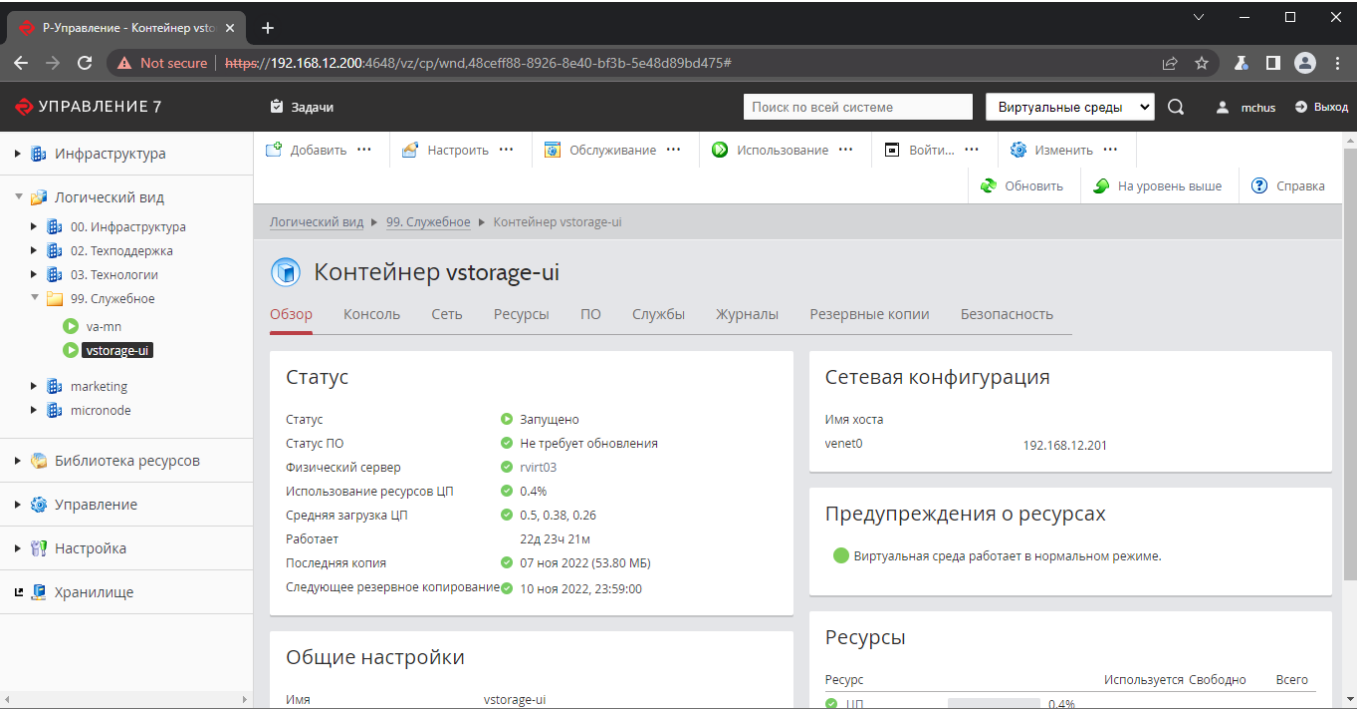 Р-Управление - Контейнер vsto
Not secure | https://192.168.12.200:4648/vz/cp/wnd,48ceff88-8926-8e40-bf3b-5e48d89bd475#
УПРАВЛЕНИЕ 7
Задачи
Поиск по всей системе
Виртуальные среды
mchus
Выход
Инфраструктура
Логический вид
00. Инфраструктура
02. Техподдержка
03. Технологии
99. Служебное
va-mn
vstorage-ui
marketing
micronode
Библиотека ресурсов
Управление
Настройка
Хранилище
Добавить ••• Настроить ••• Обслуживание ••• Использование ••• Войти... ••• Изменить •••
Обновить На уровень выше Справка
Логический вид ▶ 99. Служебное ▶ Контейнер vstorage-ui
Контейнер vstorage-ui
Обзор Консоль Сеть Ресурсы ПО Службы Журналы Резервные копии Безопасность
Статус
Статус Запущено
Статус ПО Не требует обновления
Физический сервер rvirt03
Использование ресурсов ЦП 0.4%
Средняя загрузка ЦП 0.5, 0.38, 0.26
Работает 22д 23ч 21м
Последняя копия 07 ноя 2022 (53.80 МБ)
Следующее резервное копирование 10 ноя 2022, 23:59:00
Общие настройки
Имя vstorage-ui
Сетевая конфигурация
Имя хоста
venet0 192.168.12.201
Предупреждения о ресурсах
Виртуальная среда работает в нормальном режиме.
Ресурсы
Ресурс Используется Свободно Всего
ЦП 0.4%